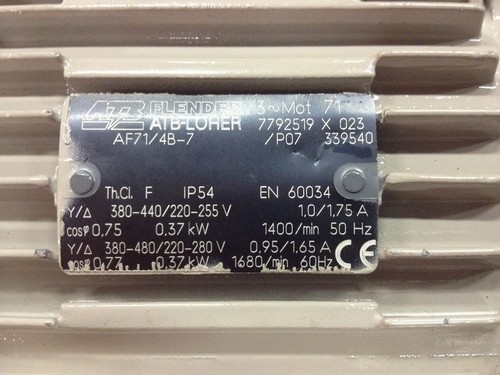 ATB FLENDER 3~Mot 71
ATB-LOHER 7792519 X 023
AF71/4B-7 /P07 339540
Th.Cl. F IP54 EN 60034
Y/Δ 380-440/220-255 V 1.0/1.75 A
cosφ 0.75 0.37 kW 1400/min 50 Hz
Y/Δ 380-480/220-280 V 0.95/1.65 A
cosφ 0.77 0.37 kW 1680/min 60Hz CE